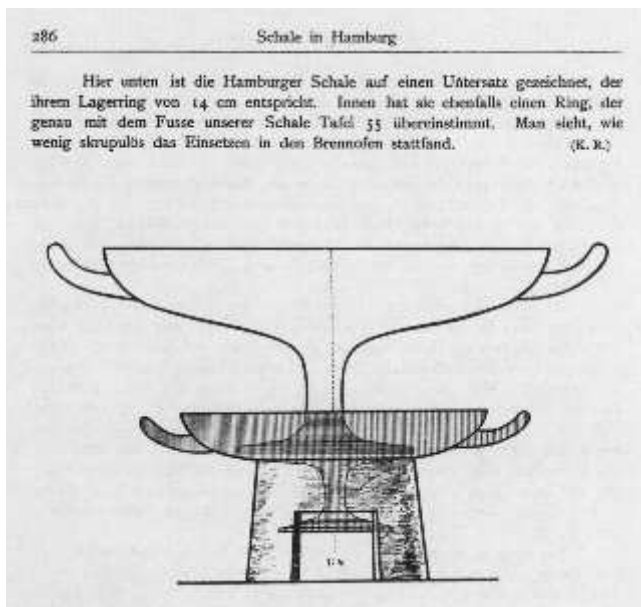 286 Schale in Hamburg
Hier unten ist die Hamburger Schale auf einen Untersatz gezeichnet, der
ihrem Lagerring von 14 cm entspricht. Innen hat sie ebenfalls einen Ring, der
genau mit dem Fusse unserer Schale Tafel 55 übereinstimmt. Man sieht, wie
wenig skrupulös das Einsetzen in den Brennofen stattfand. (K. R.)